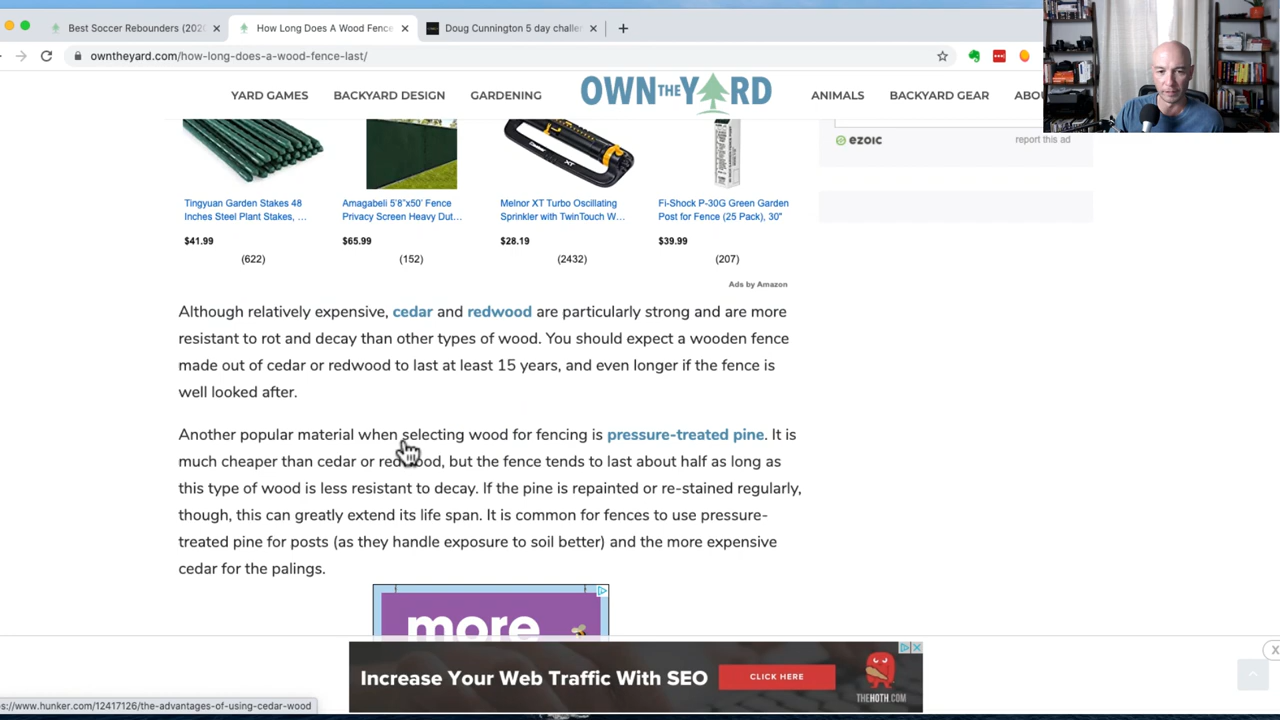 Best Soccer Rebounders (202
How Long Does A Wood Fence
Doug Cunnington 5 day challe
owntheyard.com/how-long-does-a-wood-fence-last/
YARD GAMES
BACKYARD DESIGN
GARDENING
OWN THE YARD
ANIMALS
BACKYARD GEAR
ABOU
ezoic
report this ad
Tingyuan Garden Stakes 48
Inches Steel Plant Stakes, ...
$41.99
(622)
Amagabeli 5'8"x50' Fence
Privacy Screen Heavy Dut...
$65.99
(152)
Melnor XT Turbo Oscillating
Sprinkler with TwinTouch W...
$28.19
(2432)
Fi-Shock P-30G Green Garden
Post for Fence (25 Pack), 30"
$39.99
(207)
Ads by Amazon
Although relatively expensive, cedar and redwood are particularly strong and are more
resistant to rot and decay than other types of wood. You should expect a wooden fence
made out of cedar or redwood to last at least 15 years, and even longer if the fence is
well looked after.
Another popular material when selecting wood for fencing is pressure-treated pine. It is
much cheaper than cedar or redwood, but the fence tends to last about half as long as
this type of wood is less resistant to decay. If the pine is repainted or re-stained regularly,
though, this can greatly extend its life span. It is common for fences to use pressure-
treated pine for posts (as they handle exposure to soil better) and the more expensive
cedar for the palings.
more
Increase Your Web Traffic With SEO
CLICK HERE
THEHOTH.COM
X
s://www.hunker.com/12417126/the-advantages-of-using-cedar-wood